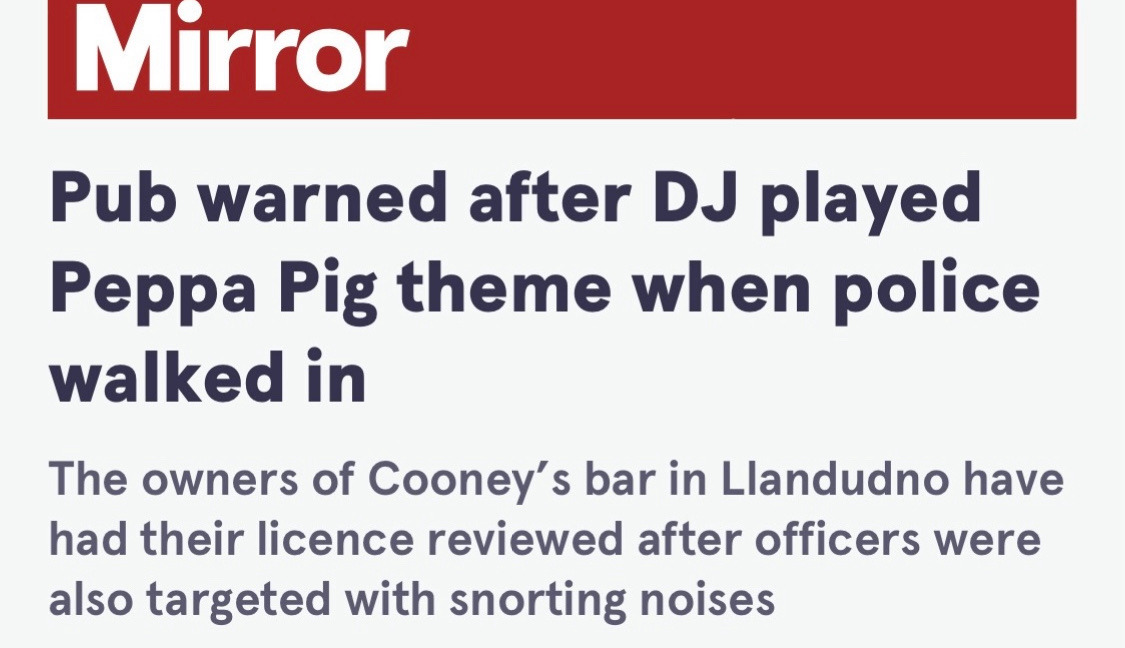 Mirror
Pub warned after DJ played
Peppa Pig theme when police
walked in
The owners of Cooney’s bar in Llandudno have
had their licence reviewed after officers were
also targeted with snorting noises